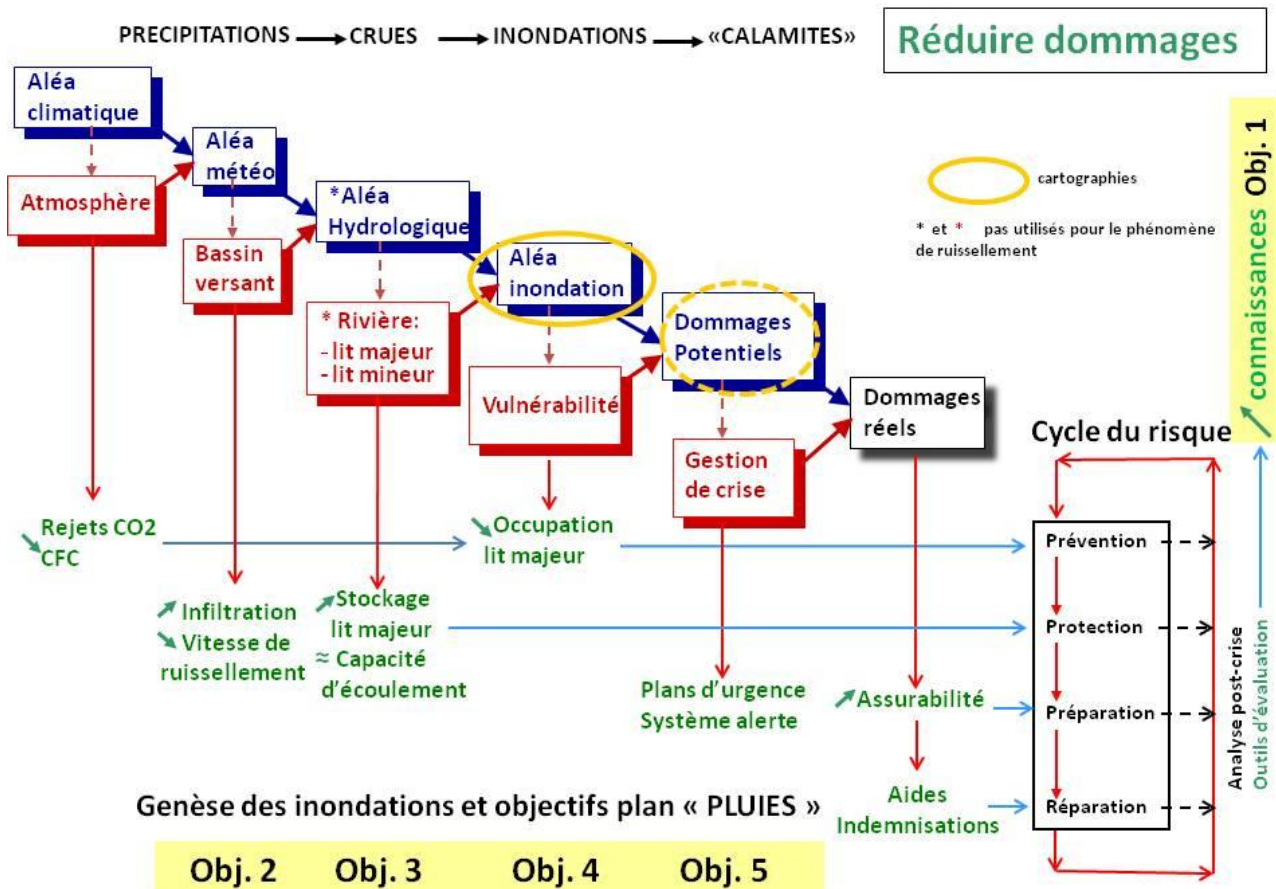 PRECIPITATIONS → CRUES → INONDATIONS → «CALAMITES»
Réduire dommages
Aléa
climatique
Aléa
météo
Atmosphère
*Aléa
Hydrologique
Bassin
versant
Aléa
inondation
* Rivière:
- lit majeur
- lit mineur
Dommages
Potentiels
Vulnérabilité
Dommages
réels
Gestion
de crise
cartographies
* et * pas utilisés pour le phénomène
de ruissellement
connaissances Obj. 1
Cycle du risque
Rejets CO2
CFC
Occupation
lit majeur
Infiltration
Vitesse de
ruissellement
Stockage
lit majeur
≈ Capacité
d'écoulement
Plans d'urgence
Système alerte
Assurabilité
Aides
Indemnisations
Prévention
Protection
Préparation
Réparation
Analyse post-crise
Outils d'évaluation
Genèse des inondations et objectifs plan « PLUIES »
Obj. 2 Obj. 3 Obj. 4 Obj. 5